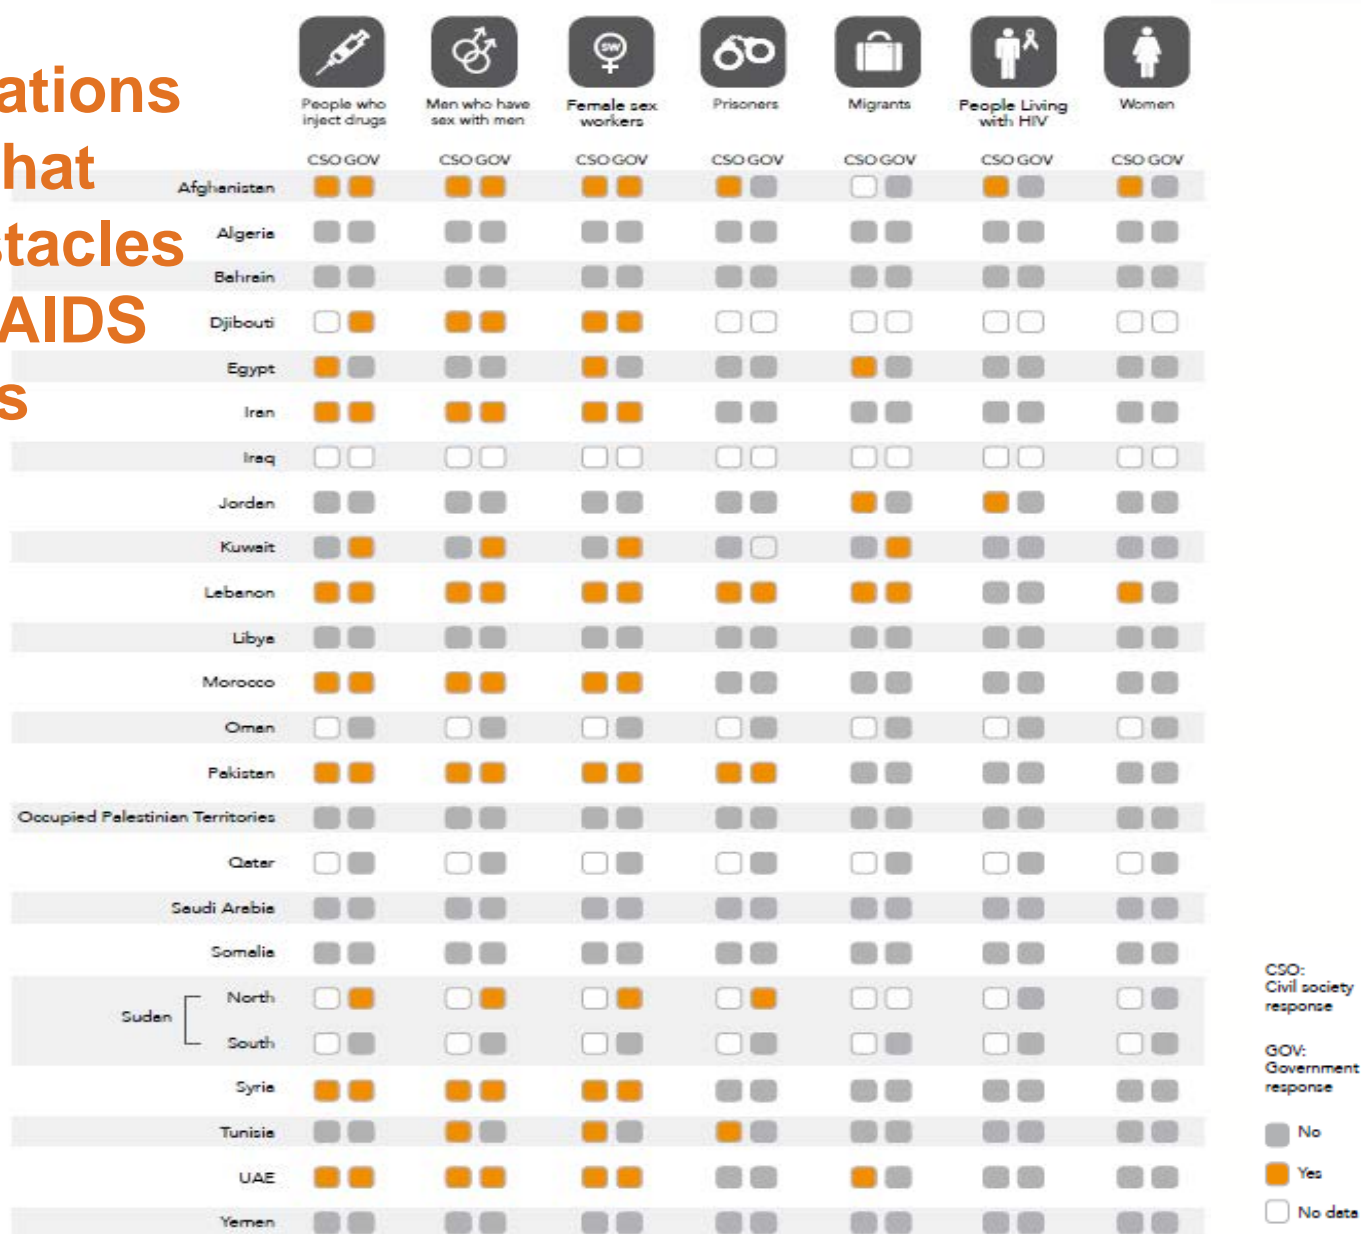 ations
hat
stacles
AIDS
s
People who
inject drugs
Men who have
sex with men
SW
Female sex
workers
Prisoners
Migrants
People Living
with HIV
Women
CSO GOV CSO GOV CSO GOV CSO GOV CSO GOV CSO GOV CSO GOV
Afghanistan
Algeria
Bahrain
Djibouti
Egypt
Iran
Iraq
Jordan
Kuwait
Lebanon
Libya
Morocco
Oman
Pakistan
Occupied Palestinian Territories
Qatar
Saudi Arabia
Somalia
Sudan
North
South
Syria
Tunisia
UAE
Yemen
CSO:
Civil society
response
GOV:
Government
response
No
Yes
No data